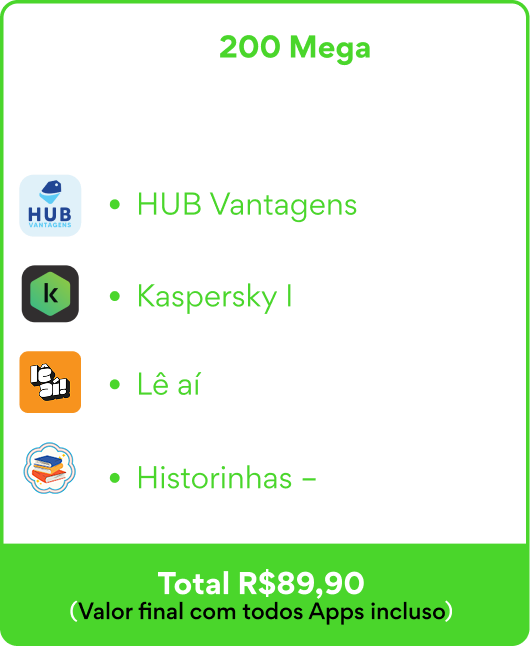 200 Mega
HUB
VANTAGENS
• HUB Vantagens
k
• Kaspersky I
lê
aí!
• Lê aí
• Historinhas –
Total R$89,90
(Valor final com todos Apps incluso)